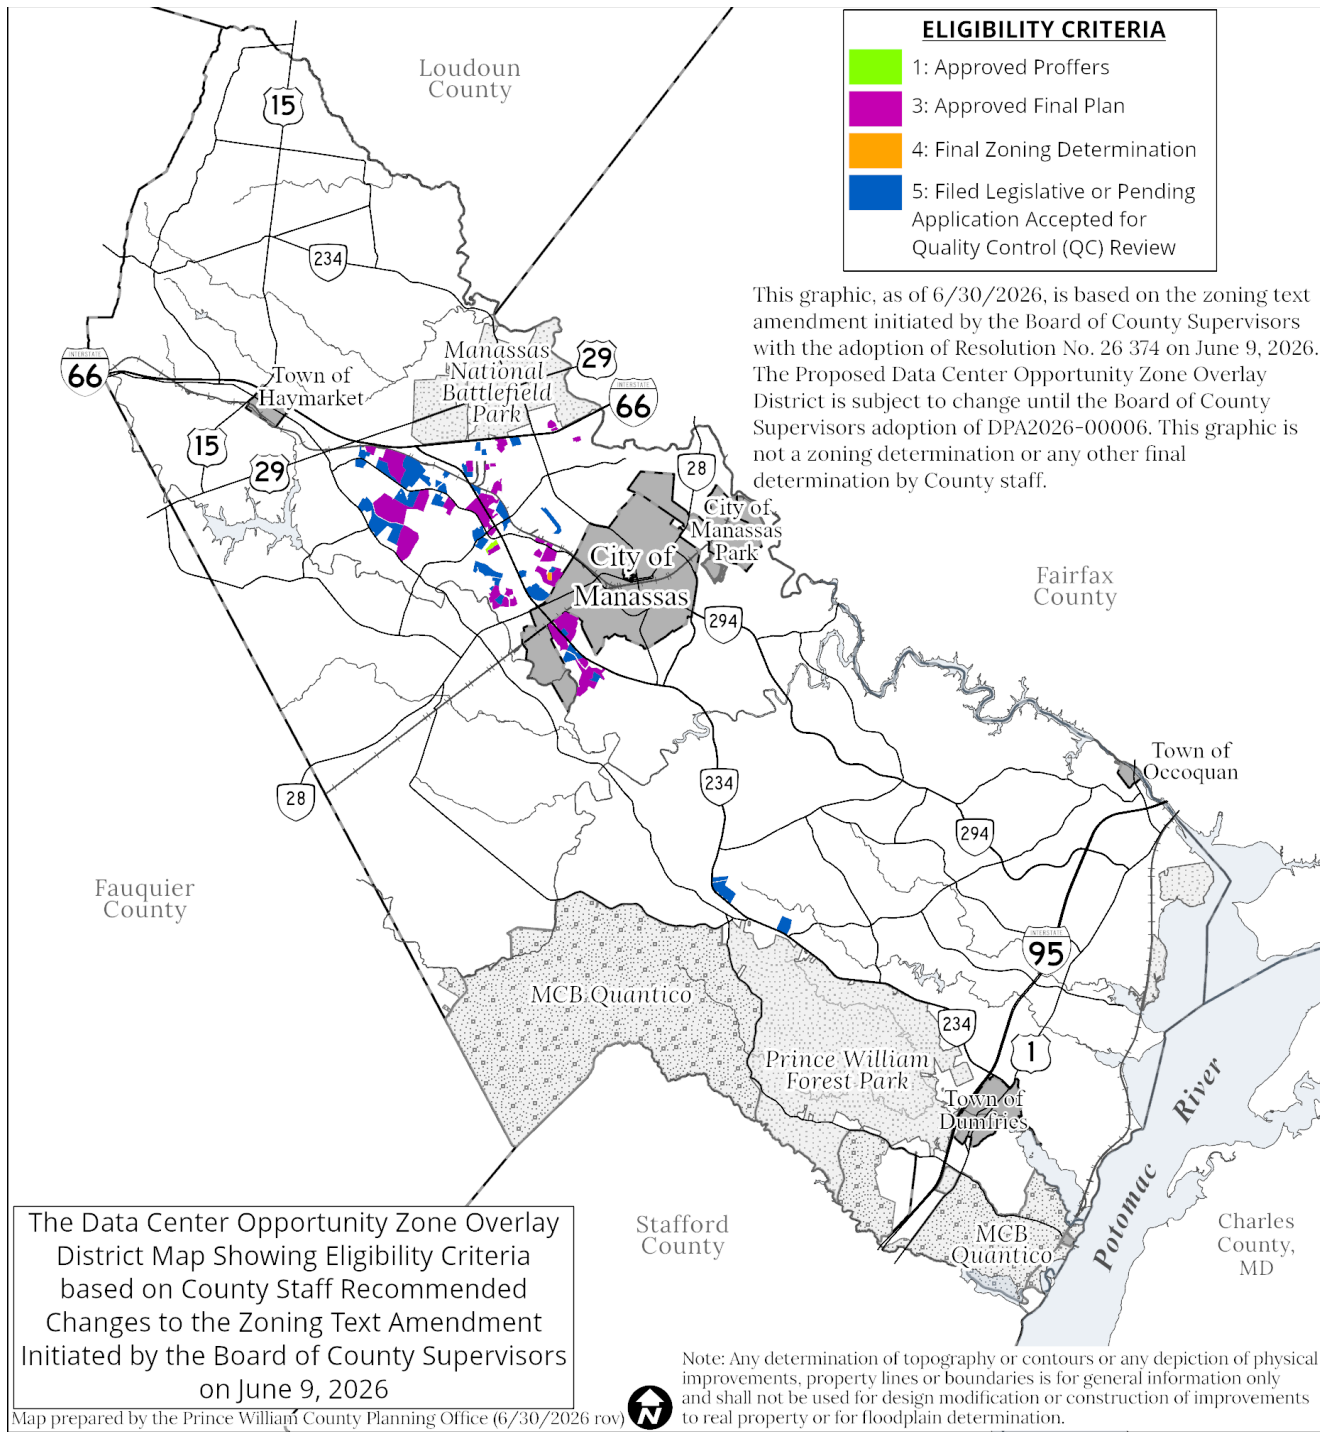 ELIGIBILITY CRITERIA
1: Approved Proffers
3: Approved Final Plan
4: Final Zoning Determination
5: Filed Legislative or Pending
Application Accepted for
Quality Control (QC) Review
This graphic, as of 6/30/2026, is based on the zoning text
amendment initiated by the Board of County Supervisors
with the adoption of Resolution No. 26 374 on June 9, 2026.
The Proposed Data Center Opportunity Zone Overlay
District is subject to change until the Board of County
Supervisors adoption of DPA2026-00006. This graphic is
not a zoning determination or any other final
determination by County staff.
Loudoun
County
15
234
Manassas
National
Battlefield
Park
29
INTERSTATE
66
INTERSTATE
66
Town of
Haymarket
15
29
28
City of
Manassas
Park
City of
Manassas
Fairfax
County
294
28
234
Town of
Occoquan
294
Fauquier
County
INTERSTATE
95
MCB Quantico
234
1
Prince William
Forest Park
Town of
Dumfries
Potomac River
MCB
Quantico
Stafford
County
Charles
County,
MD
The Data Center Opportunity Zone Overlay
District Map Showing Eligibility Criteria
based on County Staff Recommended
Changes to the Zoning Text Amendment
Initiated by the Board of County Supervisors
on June 9, 2026
Map prepared by the Prince William County Planning Office (6/30/2026 rov)
N
Note: Any determination of topography or contours or any depiction of physical
improvements, property lines or boundaries is for general information only
and shall not be used for design modification or construction of improvements
to real property or for floodplain determination.